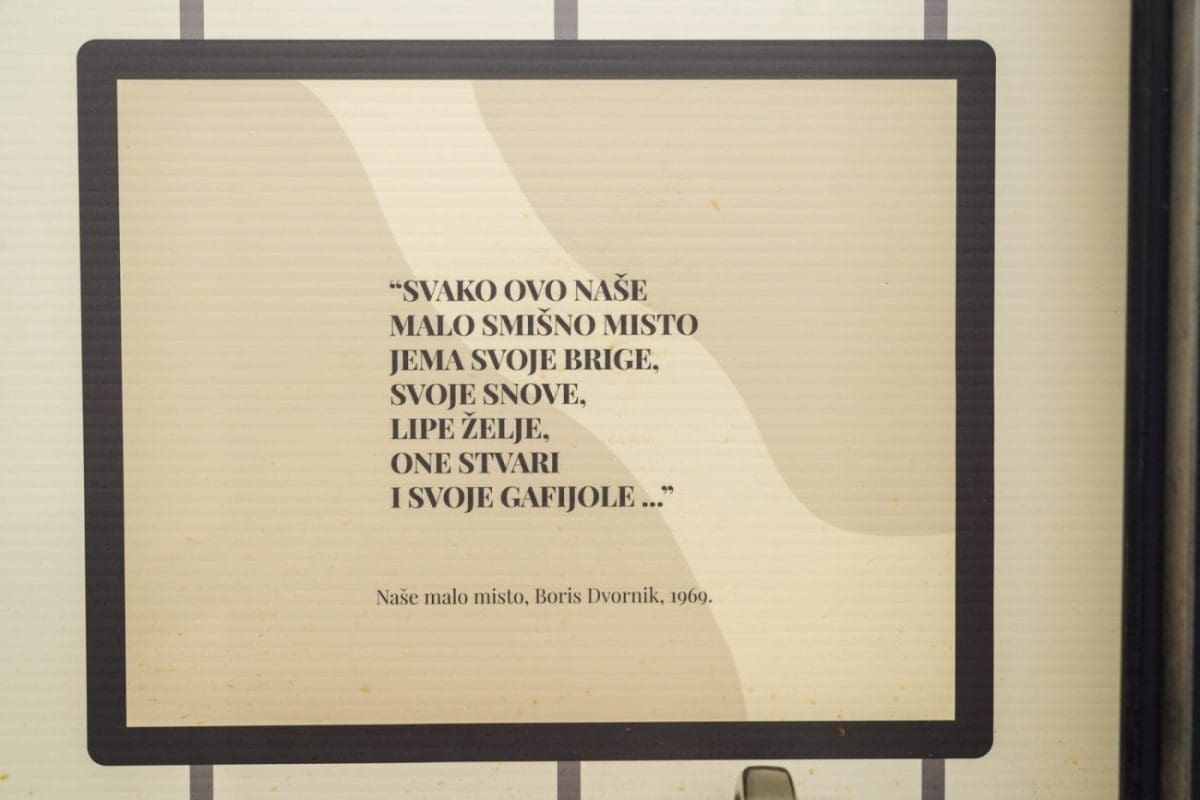 “SVAKO OVO NAŠE
MALO SMIŠNO MISTO
JEMA SVOJE BRIGE,
SVOJE SNOVE,
LIPE ŽELJE,
ONE STVARI
I SVOJE GAFIJOLE ...”
Naše malo misto, Boris Dvornik, 1969.